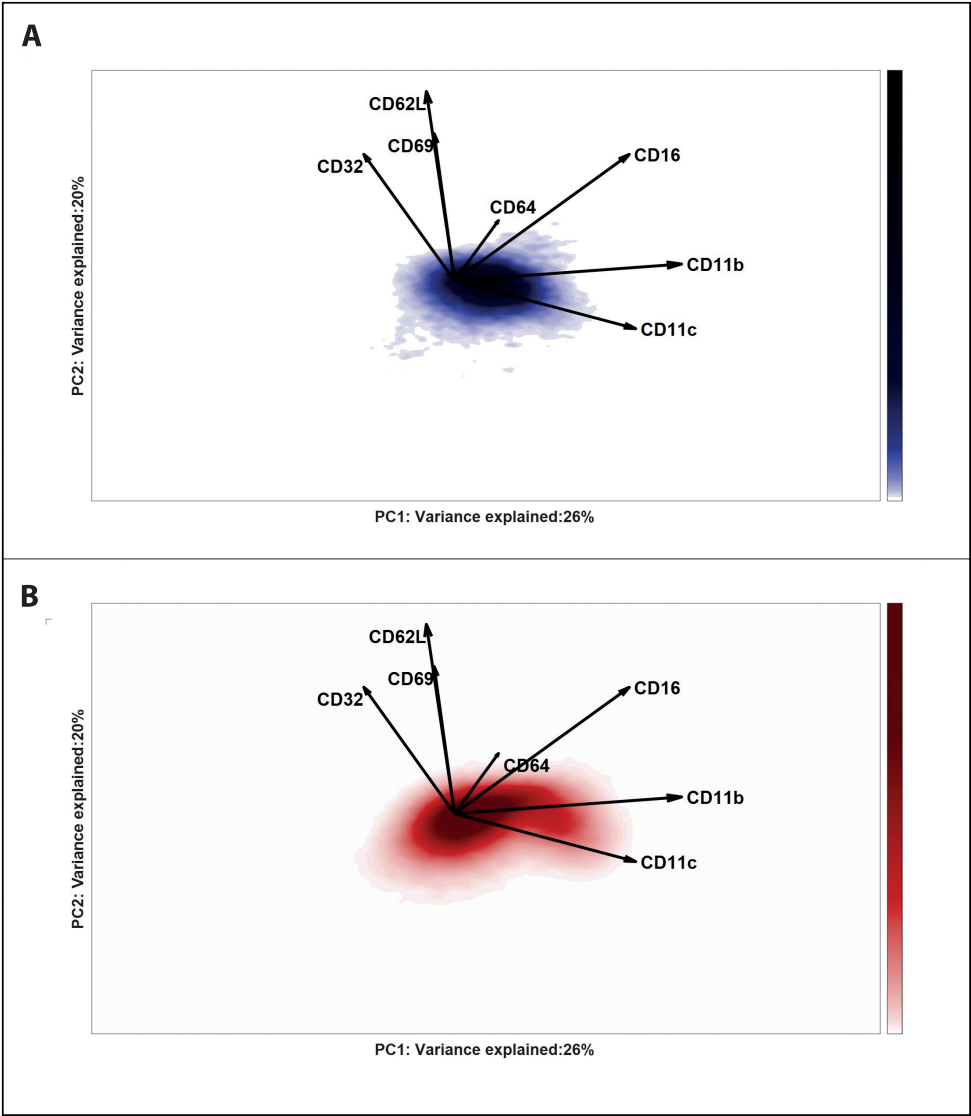 A
CD62L
CD69
CD32
CD16
CD64
CD11b
CD11c
PC2: Variance explained:20%
PC1: Variance explained:26%
B
CD62L
CD69
CD32
CD16
CD64
CD11b
CD11c
PC2: Variance explained:20%
PC1: Variance explained:26%